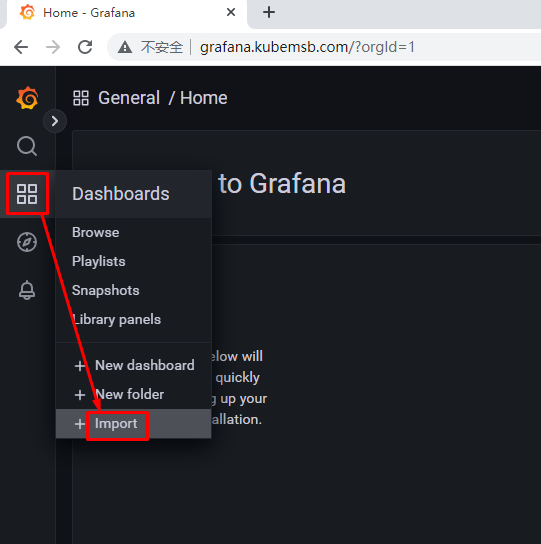 Home - Grafana
不安全 | grafana.kubemsb.com/?orgId=1
General / Home
to Grafana
Dashboards
Browse
Playlists
Snapshots
Library panels
elow will
+ New dashboard
quickly
+ New folder
g up your
+ Import
allation.